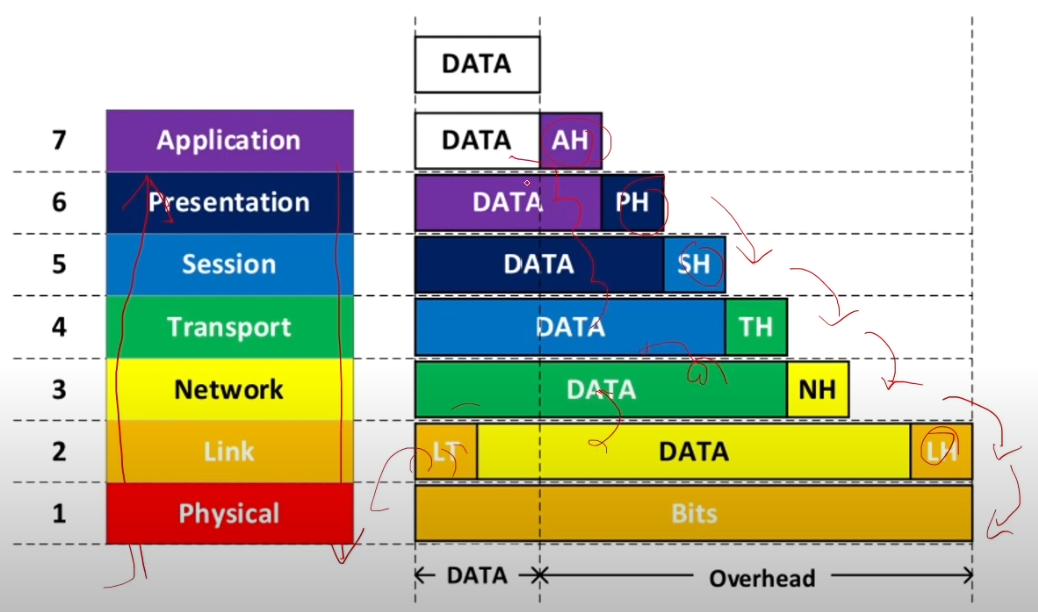 DATA
7 Application DATA AH
6 Presentation DATA PH
5 Session DATA SH
4 Transport DATA TH
3 Network DATA NH
2 Link LT DATA LH
1 Physical Bits
DATA Overhead